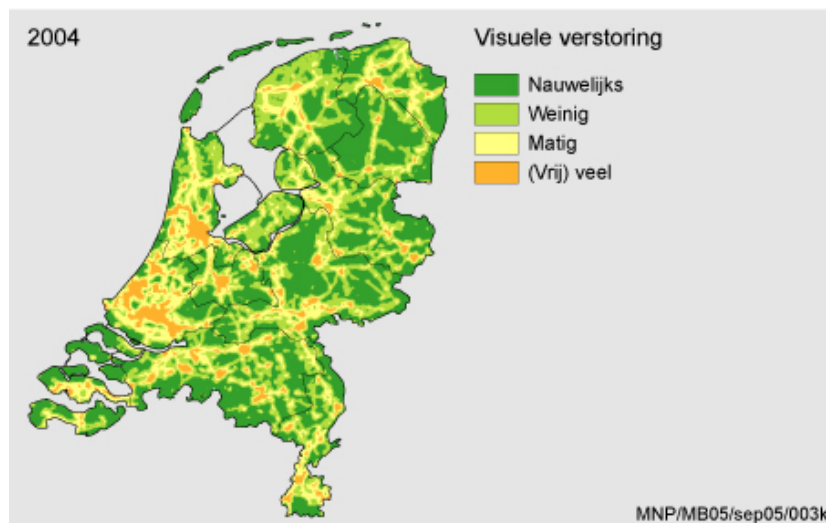 2004
Visuele verstoring
Nauwelijks
Weinig
Matig
(Vrij) veel
MNP/MB05/sep05/003k